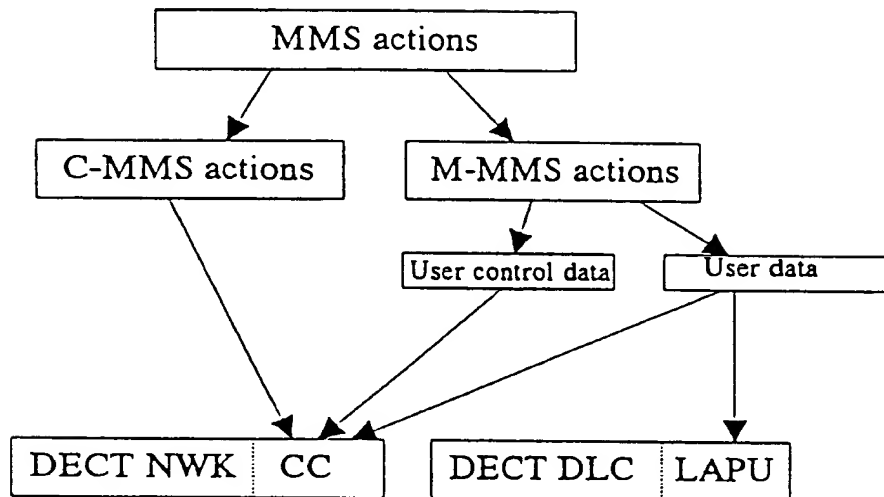 MMS actions
C-MMS actions
M-MMS actions
User control data
User data
DECT NWK CC
DECT DLC LAPU